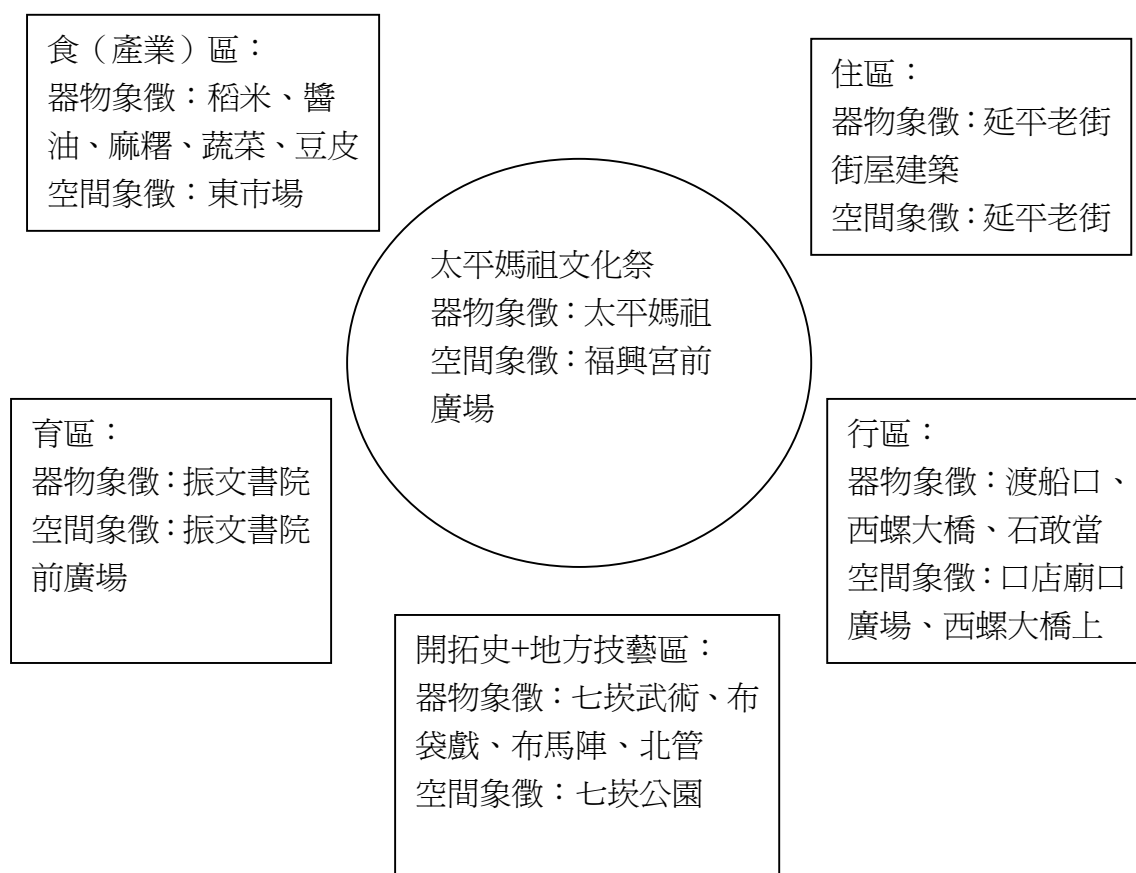 食（產業）區：
器物象徵：稻米、醬
油、麻糬、蔬菜、豆皮
空間象徵：東市場
住區：
器物象徵：延平老街
街屋建築
空間象徵：延平老街
太平媽祖文化祭
器物象徵：太平媽祖
空間象徵：福興宮前
廣場
育區：
器物象徵：振文書院
空間象徵：振文書院
前廣場
行區：
器物象徵：渡船口、
西螺大橋、石敢當
空間象徵：口店廟口
廣場、西螺大橋上
開拓史+地方技藝區：
器物象徵：七崁武術、布
袋戲、布馬陣、北管
空間象徵：七崁公園